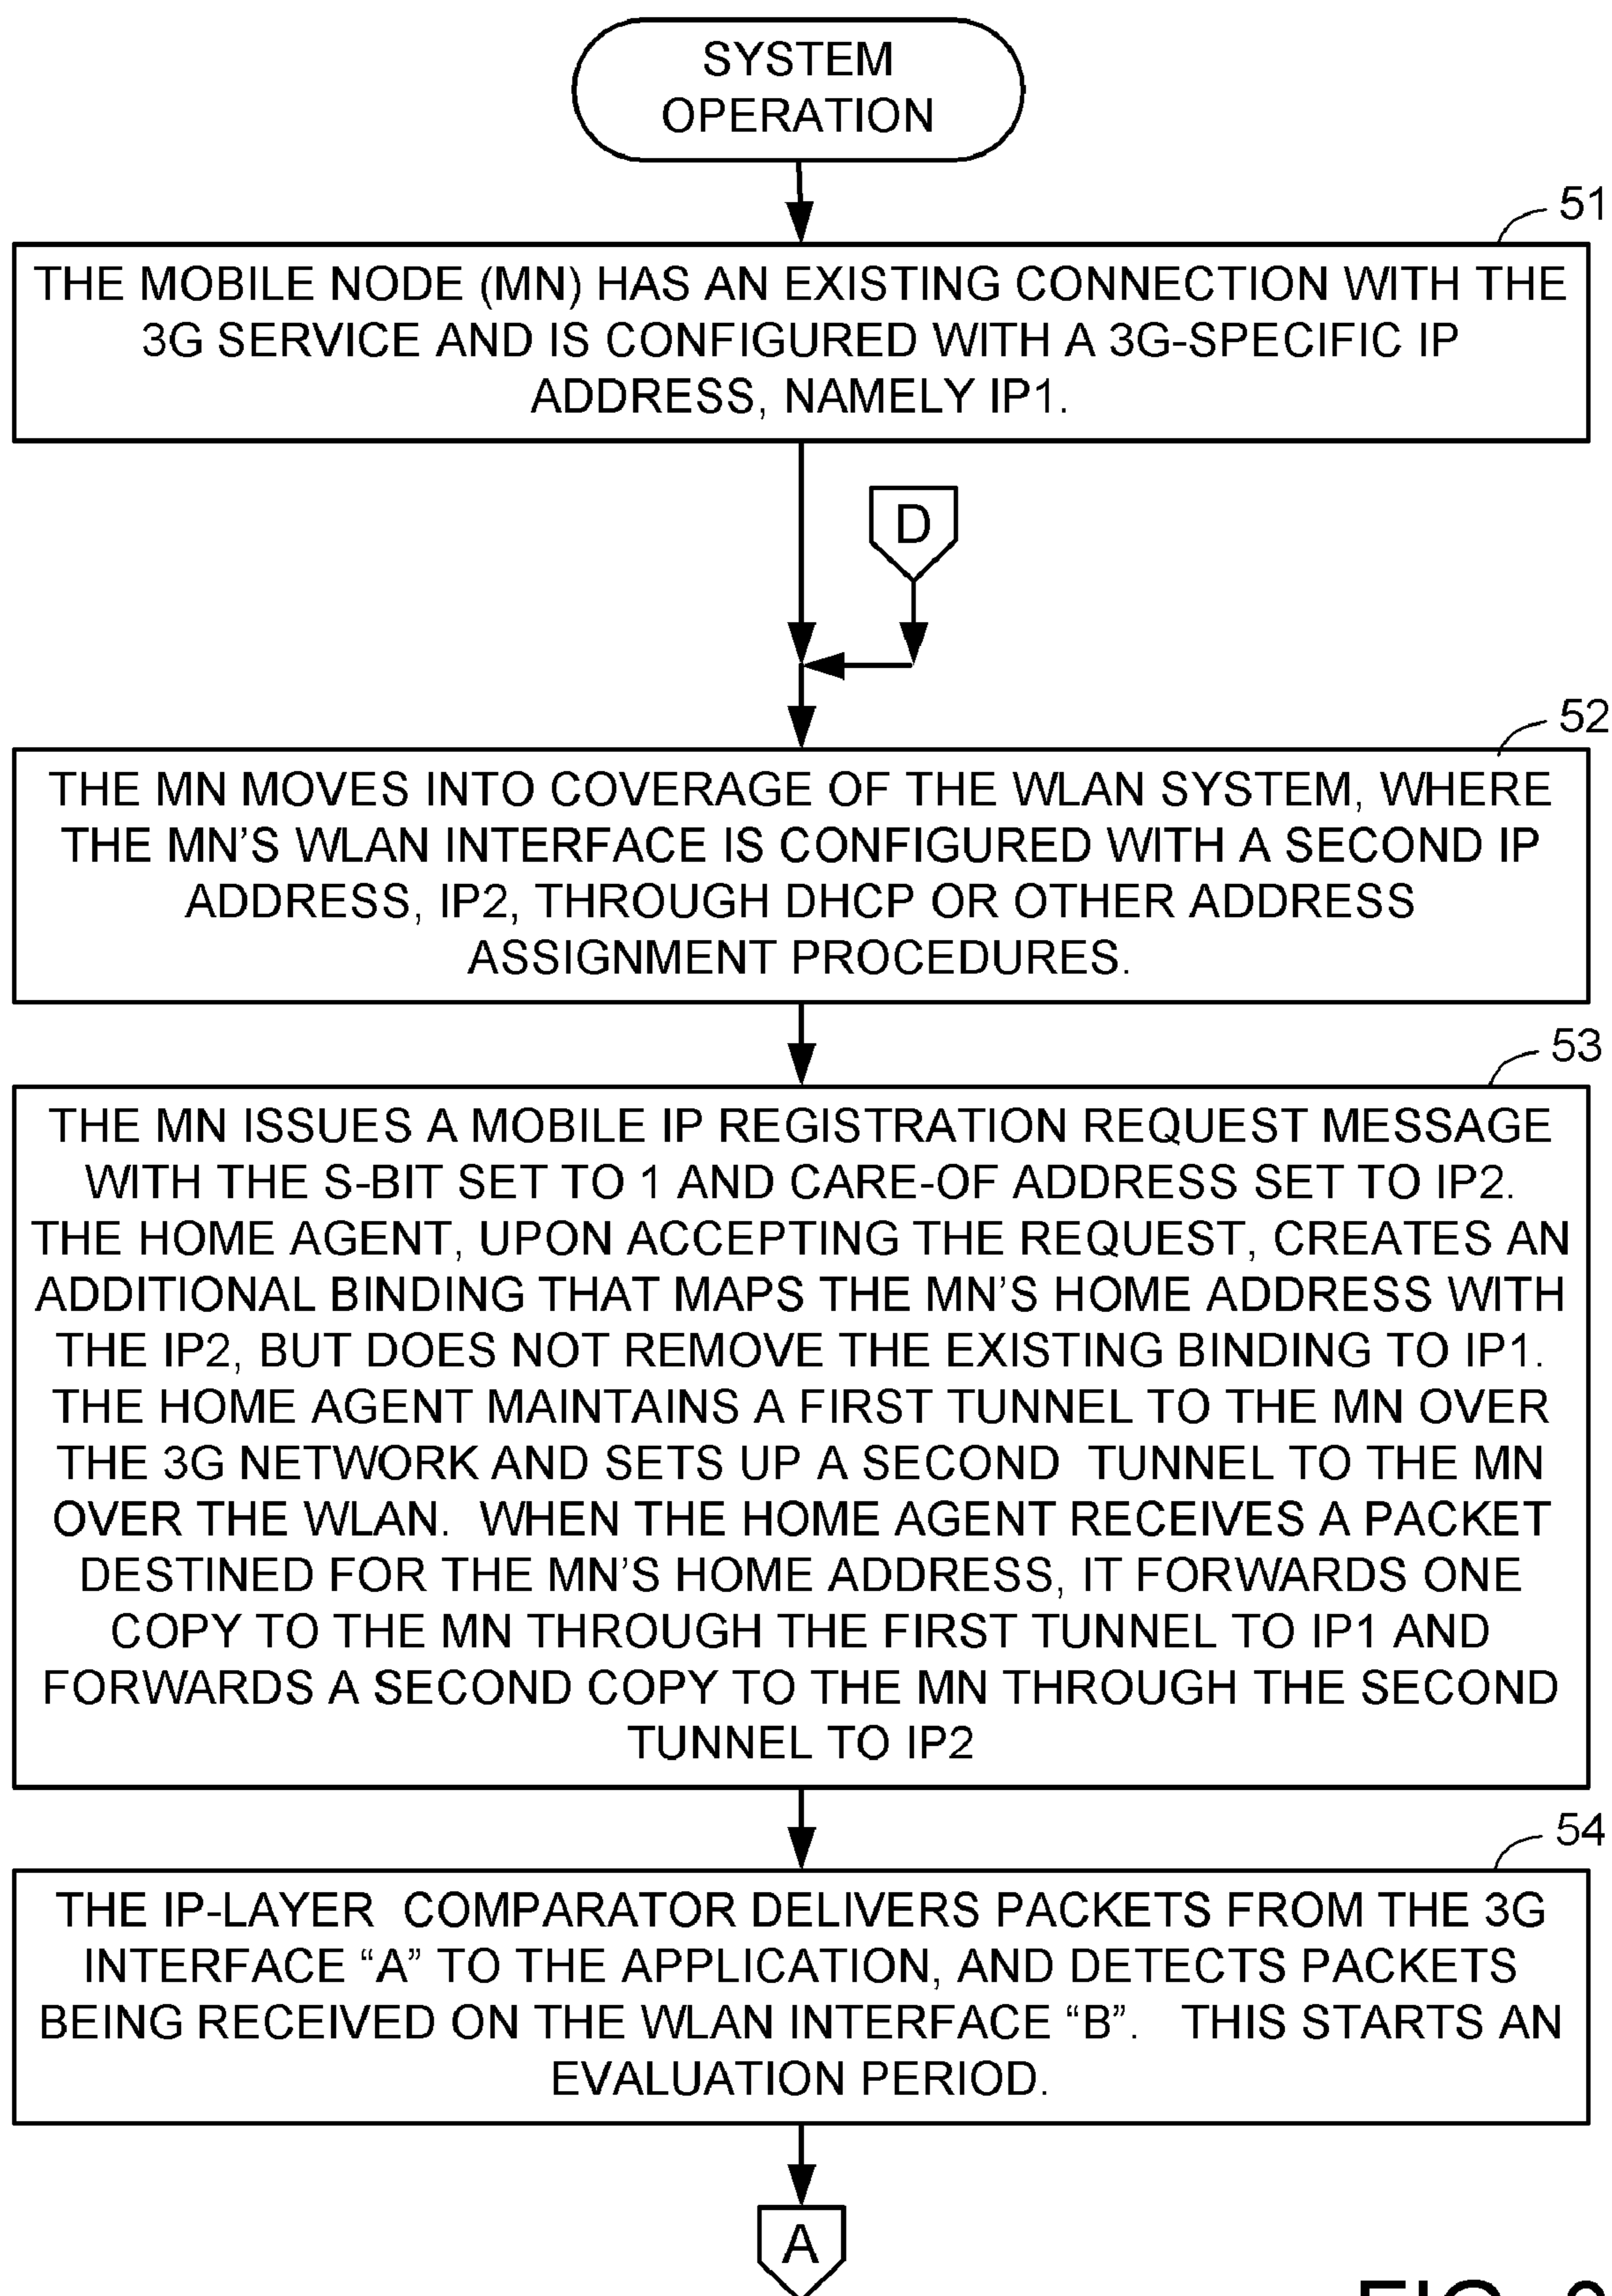 SYSTEM
OPERATION
51
THE MOBILE NODE (MN) HAS AN EXISTING CONNECTION WITH THE
3G SERVICE AND IS CONFIGURED WITH A 3G-SPECIFIC IP
ADDRESS, NAMELY IP1.
D
52
THE MN MOVES INTO COVERAGE OF THE WLAN SYSTEM, WHERE
THE MN’S WLAN INTERFACE IS CONFIGURED WITH A SECOND IP
ADDRESS, IP2, THROUGH DHCP OR OTHER ADDRESS
ASSIGNMENT PROCEDURES.
53
THE MN ISSUES A MOBILE IP REGISTRATION REQUEST MESSAGE
WITH THE S-BIT SET TO 1 AND CARE-OF ADDRESS SET TO IP2.
THE HOME AGENT, UPON ACCEPTING THE REQUEST, CREATES AN
ADDITIONAL BINDING THAT MAPS THE MN’S HOME ADDRESS WITH
THE IP2, BUT DOES NOT REMOVE THE EXISTING BINDING TO IP1.
THE HOME AGENT MAINTAINS A FIRST TUNNEL TO THE MN OVER
THE 3G NETWORK AND SETS UP A SECOND TUNNEL TO THE MN
OVER THE WLAN. WHEN THE HOME AGENT RECEIVES A PACKET
DESTINED FOR THE MN’S HOME ADDRESS, IT FORWARDS ONE
COPY TO THE MN THROUGH THE FIRST TUNNEL TO IP1 AND
FORWARDS A SECOND COPY TO THE MN THROUGH THE SECOND
TUNNEL TO IP2
54
THE IP-LAYER COMPARATOR DELIVERS PACKETS FROM THE 3G
INTERFACE “A” TO THE APPLICATION, AND DETECTS PACKETS
BEING RECEIVED ON THE WLAN INTERFACE “B”. THIS STARTS AN
EVALUATION PERIOD.
A